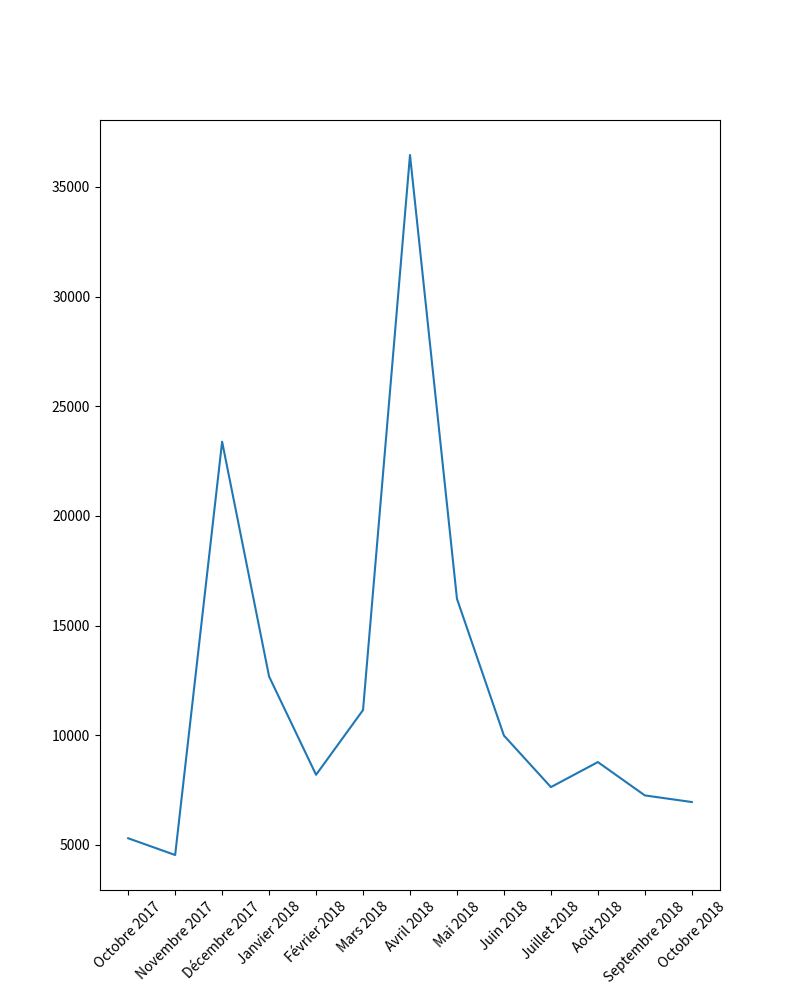 35000
30000
25000
20000
15000
10000
5000
Octobre 2017
Novembre 2017
Décembre 2017
Janvier 2018
Février 2018
Mars 2018
Avril 2018
Mai 2018
Juin 2018
Juillet 2018
Août 2018
Septembre 2018
Octobre 2018